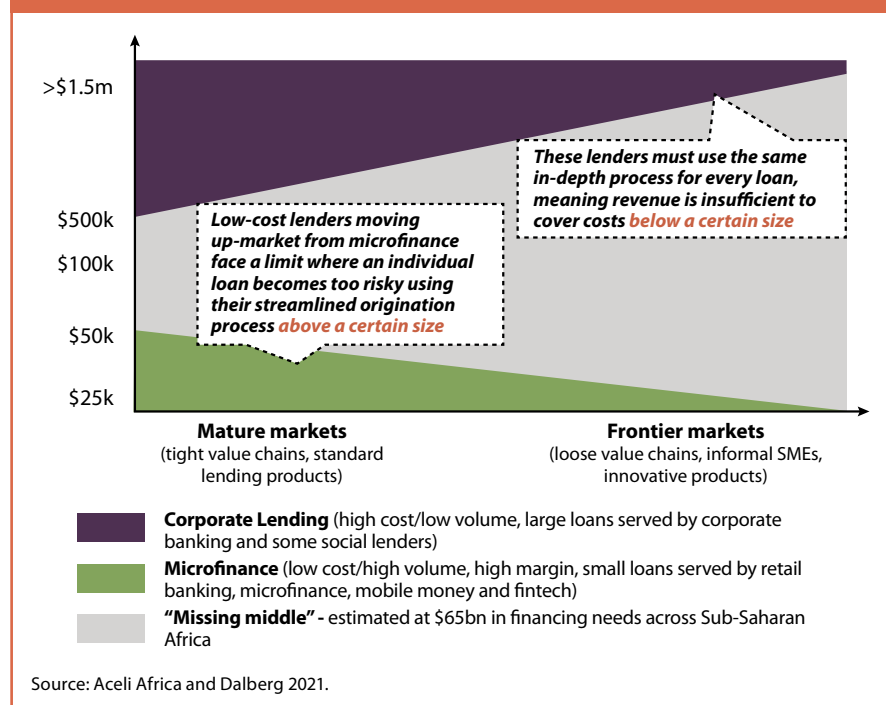 >$1.5m
$500k
$100k
$50k
$25k
These lenders must use the same
in-depth process for every loan,
meaning revenue is insufficient to
cover costs below a certain size
Low-cost lenders moving
up-market from microfinance
face a limit where an individual
loan becomes too risky using
their streamlined origination
process above a certain size
Mature markets
(tight value chains, standard
lending products)
Frontier markets
(loose value chains, informal SMEs,
innovative products)
Corporate Lending (high cost/low volume, large loans served by corporate
banking and some social lenders)
Microfinance (low cost/high volume, high margin, small loans served by retail
banking, microfinance, mobile money and fintech)
“Missing middle” - estimated at $65bn in financing needs across Sub-Saharan
Africa
Source: Aceli Africa and Dalberg 2021.